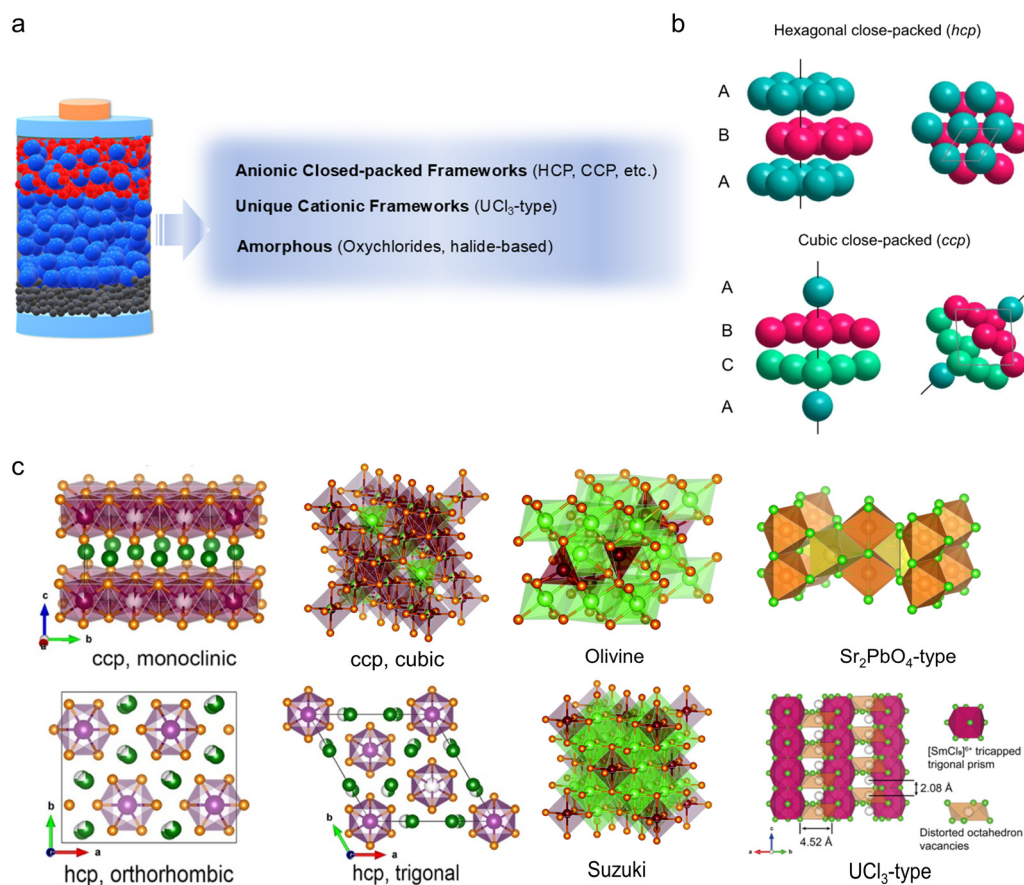 a
Anionic Closed-packed Frameworks (HCP, CCP, etc.)
Unique Cationic Frameworks (UCl₃-type)
Amorphous (Oxychlorides, halide-based)
b
Hexagonal close-packed (hcp)
A
B
A
Cubic close-packed (ccp)
A
B
C
A
c
c
b
ccp, monoclinic
ccp, cubic
Olivine
Sr₂PbO₄-type
b
a
hcp, orthorhombic
b
a
hcp, trigonal
Suzuki
[SmCl₉]⁶⁺ tricapped
trigonal prism
2.08 Å
Distorted octahedron
vacancies
4.52 Å
c
a
b
UCl₃-type